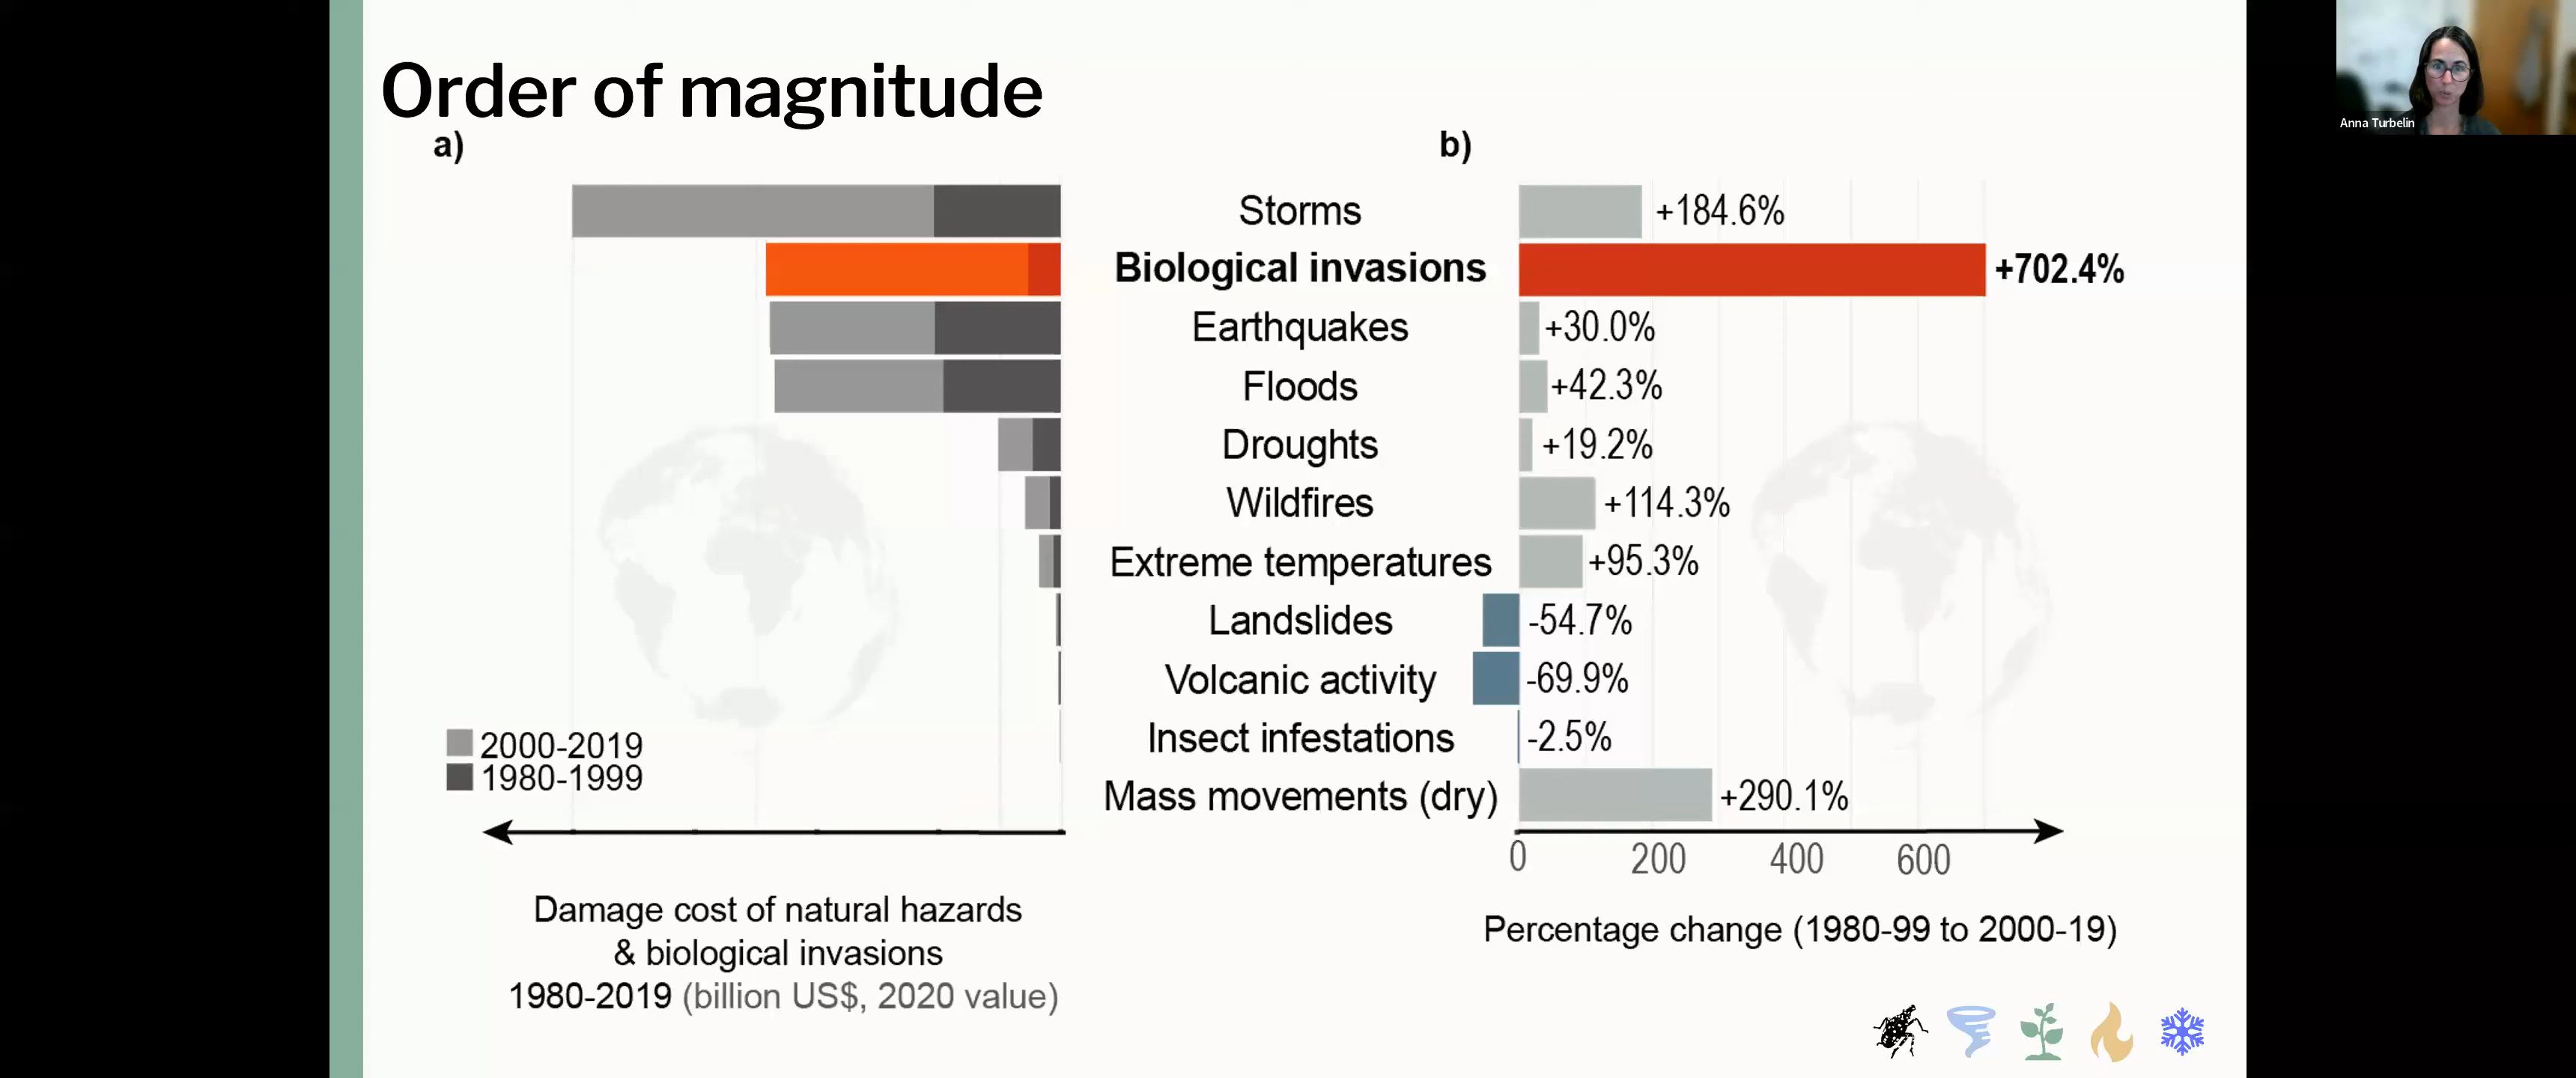 Order of magnitude
a)
b)
Storms
+184.6%
Biological invasions
+702.4%
Earthquakes
+30.0%
Floods
+42.3%
Droughts
+19.2%
Wildfires
+114.3%
Extreme temperatures
+95.3%
Landslides
-54.7%
Volcanic activity
-69.9%
Insect infestations
-2.5%
Mass movements (dry)
+290.1%
2000-2019
1980-1999
0 200 400 600
Damage cost of natural hazards
& biological invasions
1980-2019 (billion US$, 2020 value)
Percentage change (1980-99 to 2000-19)
Anna Turbelin